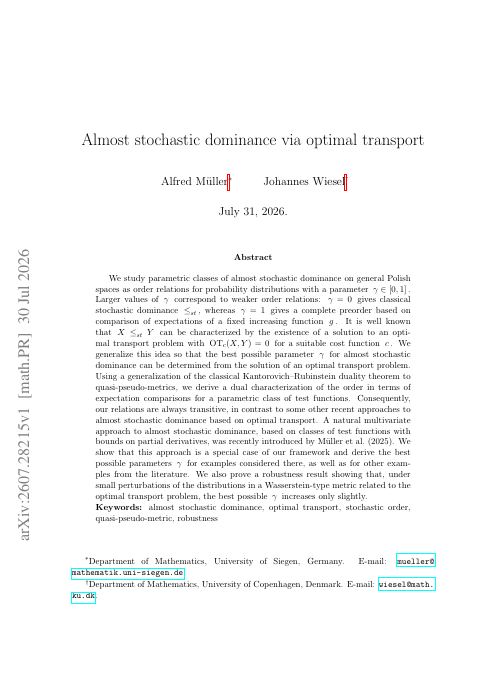 Almost stochastic dominance via optimal transport
Alfred Müller* Johannes Wiesel†
July 31, 2026.
Abstract
We study parametric classes of almost stochastic dominance on general Polish
spaces as order relations for probability distributions with a parameter γ ∈ [0, 1].
Larger values of γ correspond to weaker order relations: γ = 0 gives classical
stochastic dominance ≤st, whereas γ = 1 gives a complete preorder based on
comparison of expectations of a fixed increasing function g. It is well known
that X ≤st Y can be characterized by the existence of a solution to an opti-
mal transport problem with OTc(X, Y) = 0 for a suitable cost function c. We
generalize this idea so that the best possible parameter γ for almost stochastic
dominance can be determined from the solution of an optimal transport problem.
Using a generalization of the classical Kantorovich–Rubinstein duality theorem to
quasi-pseudo-metrics, we derive a dual characterization of the order in terms of
expectation comparisons for a parametric class of test functions. Consequently,
our relations are always transitive, in contrast to some other recent approaches to
almost stochastic dominance based on optimal transport. A natural multivariate
approach to almost stochastic dominance, based on classes of test functions with
bounds on partial derivatives, was recently introduced by Müller et al. (2025). We
show that this approach is a special case of our framework and derive the best
possible parameters γ for examples considered there, as well as for other exam-
ples from the literature. We also prove a robustness result showing that, under
small perturbations of the distributions in a Wasserstein-type metric related to the
optimal transport problem, the best possible γ increases only slightly.
Keywords: almost stochastic dominance, optimal transport, stochastic order,
quasi-pseudo-metric, robustness
*Department of Mathematics, University of Siegen, Germany. E-mail: mueller@
mathematik.uni-siegen.de
†Department of Mathematics, University of Copenhagen, Denmark. E-mail: wiesel@math.
ku.dk
arXiv:2607.28215v1 [math.PR] 30 Jul 2026